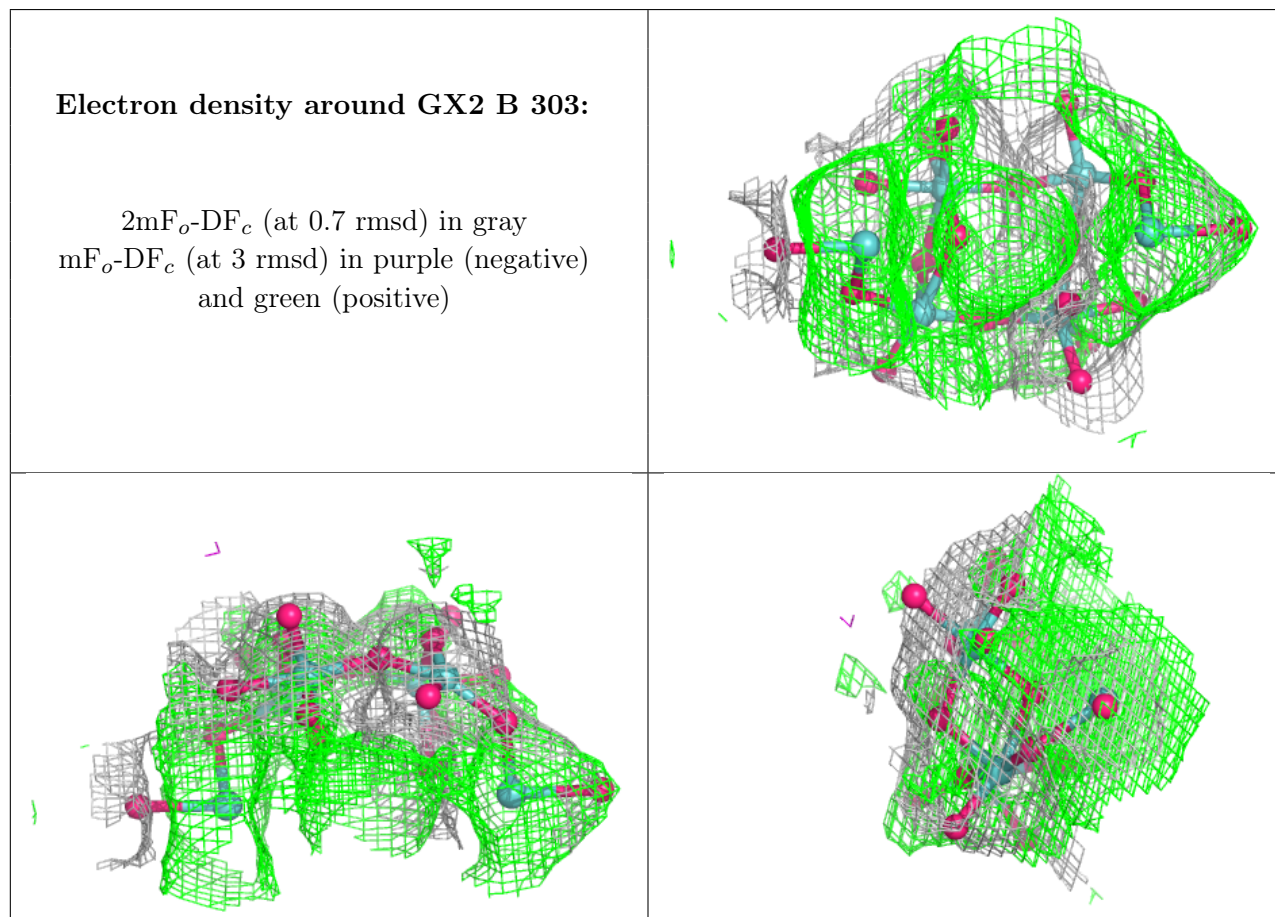 Electron density around GX2 B 303:
2mFo-DFc (at 0.7 rmsd) in gray
mFo-DFc (at 3 rmsd) in purple (negative)
and green (positive)